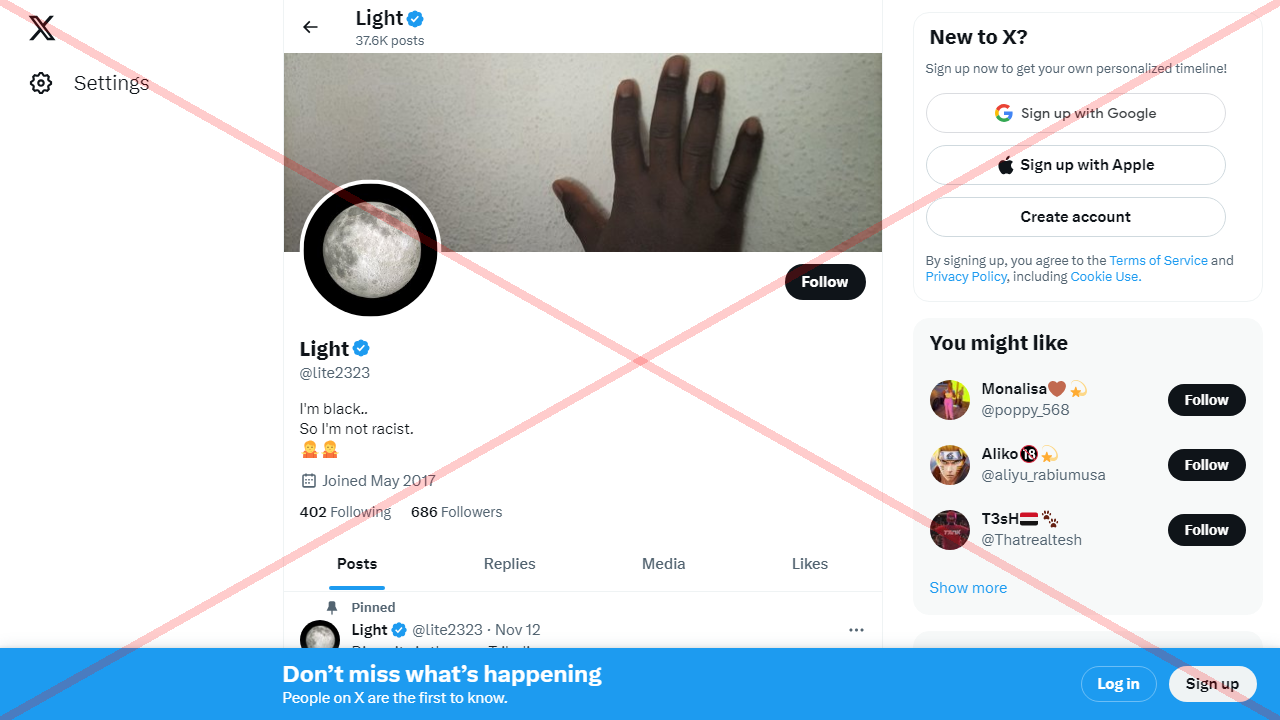 Settings
Light
37.6K posts
Follow
Light
@lite2323
I'm black..
So I'm not racist.
Joined May 2017
402 Following 686 Followers
Posts Replies Media Likes
Pinned
Light @lite2323 · Nov 12
New to X?
Sign up now to get your own personalized timeline!
Sign up with Google
Sign up with Apple
Create account
By signing up, you agree to the Terms of Service and
Privacy Policy, including Cookie Use.
You might like
Monalisa
@poppy_568
Follow
Aliko🔞
@aliyu_rabiumusa
Follow
T3sH
@Thatrealtesh
Follow
Show more
Don’t miss what’s happening
People on X are the first to know.
Log in
Sign up